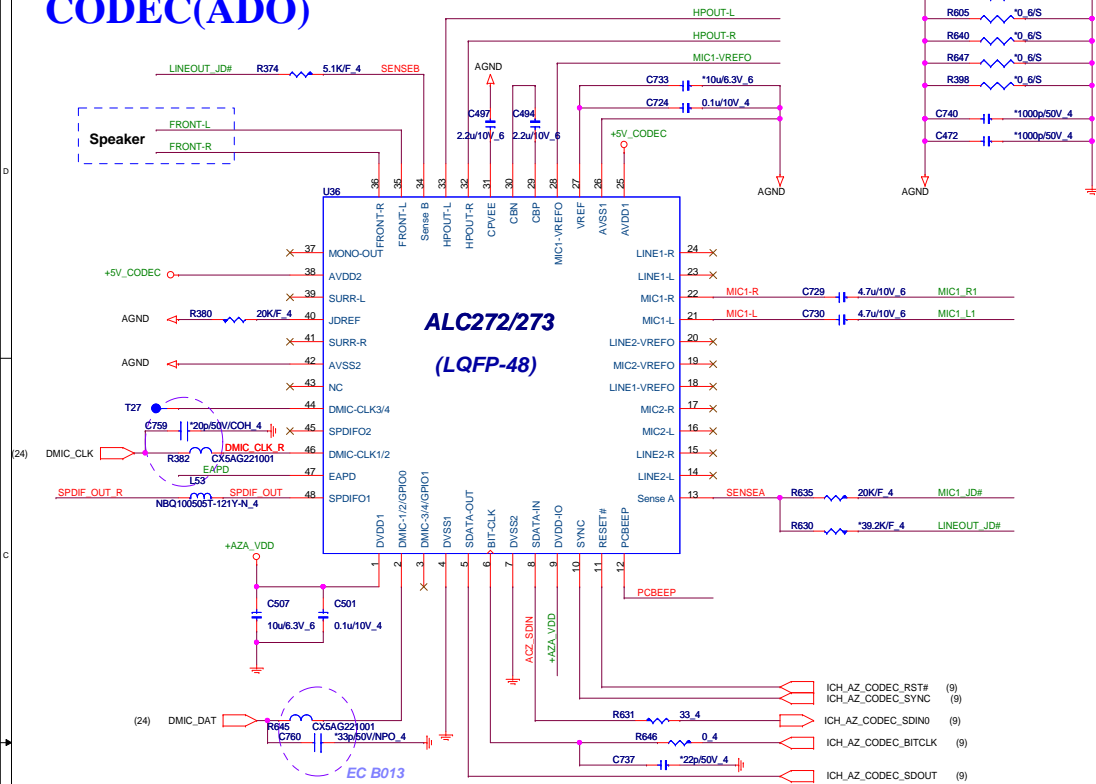 CODEC(ADO)
HPOUT-L
HPOUT-R
MIC1-VREFO
R605 *0_6/S
R640 *0_6/S
R647 *0_6/S
R398 *0_6/S
C740 *1000p/50V_4
C472 *1000p/50V_4
AGND
LINEOUT_JD# R374 5.1K/F_4 SENSEB
AGND
C733 *10u/6.3V_6
C724 0.1u/10V_4
C497 2.2u/10V_6
C494 2.2u/10V_6
+5V_CODEC
AGND
Speaker
FRONT-L
FRONT-R
D
U36
36 35 34 33 32 31 30 29 28 27 26 25
FRONT-R
FRONT-L
Sense B
HPOUT-L
HPOUT-R
CPVEE
CBN
CBP
MIC1-VREFO
VREF
AVSS1
AVDD1
37 MONO-OUT
+5V_CODEC 38 AVDD2
39 SURR-L
AGND R380 20K/F_4 40 JDREF
41 SURR-R
AGND 42 AVSS2
43 NC
T27 44 DMIC-CLK3/4
C759 *20p/50V/COH_4 45 SPDIFO2
(24) DMIC_CLK R382 CX5AG221001 DMIC_CLK_R 46 DMIC-CLK1/2
EAPD 47 EAPD
SPDIF_OUT_R L53 NBQ100505T-121Y-N_4 SPDIF_OUT 48 SPDIFO1
ALC272/273
(LQFP-48)
LINE1-R 24
LINE1-L 23
MIC1-R 22 MIC1-R C729 4.7u/10V_6 MIC1_R1
MIC1-L 21 MIC1-L C730 4.7u/10V_6 MIC1_L1
LINE2-VREFO 20
MIC2-VREFO 19
LINE1-VREFO 18
MIC2-R 17
MIC2-L 16
LINE2-R 15
LINE2-L 14
Sense A 13 SENSEA R635 20K/F_4 MIC1_JD#
R630 *39.2K/F_4 LINEOUT_JD#
DVDD1
DMIC-1/2/GPIO0
DMIC-3/4/GPIO1
DVSS1
SDATA-OUT
BIT-CLK
DVSS2
SDATA-IN
DVDD-IO
SYNC
RESET#
PCBEEP
1 2 3 4 5 6 7 8 9 10 11 12
C
+AZA_VDD
C507 10u/6.3V_6
C501 0.1u/10V_4
PCBEEP
ACZ_SDIN
+AZA_VDD
ICH_AZ_CODEC_RST# (9)
ICH_AZ_CODEC_SYNC (9)
(24) DMIC_DAT R645 CX5AG221001
C760 *33p/50V/NPO_4
EC B013
R631 33_4 ICH_AZ_CODEC_SDIN0 (9)
R646 0_4 ICH_AZ_CODEC_BITCLK (9)
C737 *22p/50V_4
ICH_AZ_CODEC_SDOUT (9)